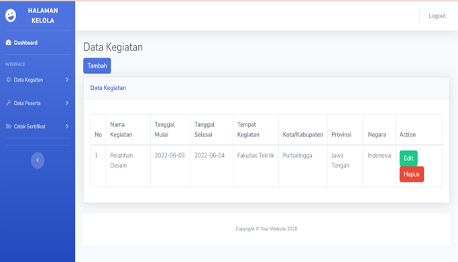 HALAMAN
KELOLA
Logout
Dashboard
INTERFACE
Data Kegiatan
Data Peserta
Cetak Sertifikat
Data Kegiatan
Tambah
Data Kegiatan
No Nama Kegiatan Tanggal Mulai Tanggal Selesai Tempat Kegiatan Kota/Kabupaten Provinsi Negara Action
1 Pelatihan Desain 2022-06-03 2022-06-04 Fakultas Teknik Purbalingga Jawa Tengah Indonesia Edit
Hapus
Copyright © Your Website 2020